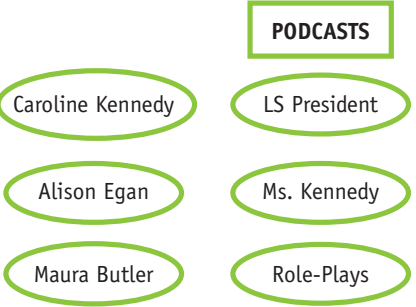 PODCASTS
Caroline Kennedy
LS President
Alison Egan
Ms. Kennedy
Maura Butler
Role-Plays